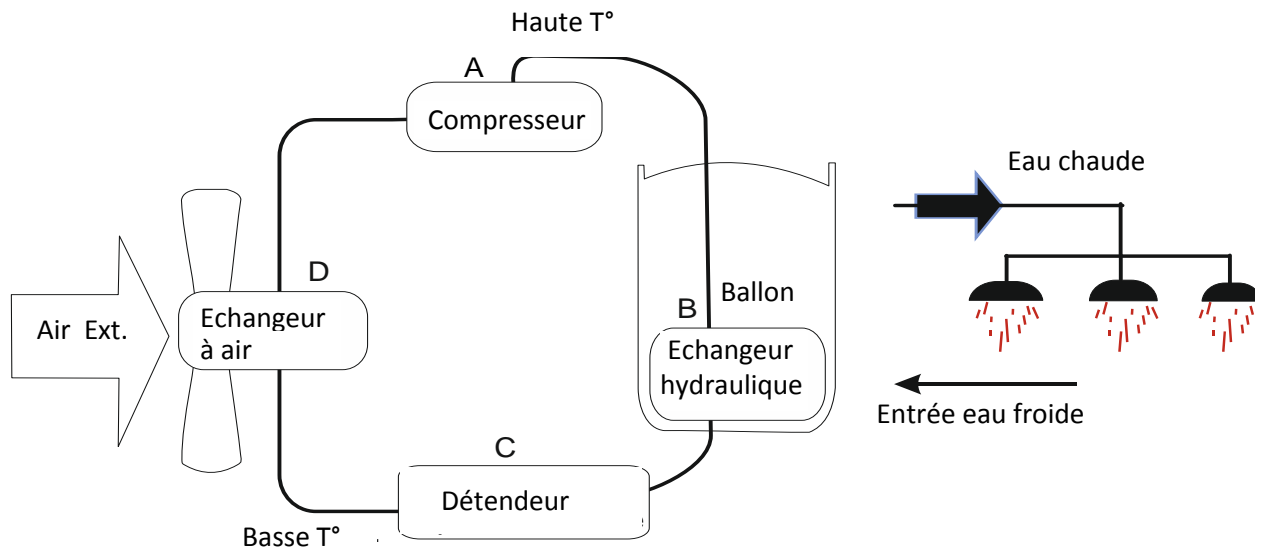 Haute T°
A
Compresseur
Eau chaude
D
Ballon
B
Air Ext.
Echangeur
à air
Echangeur
hydraulique
Entrée eau froide
C
Détendeur
Basse T°